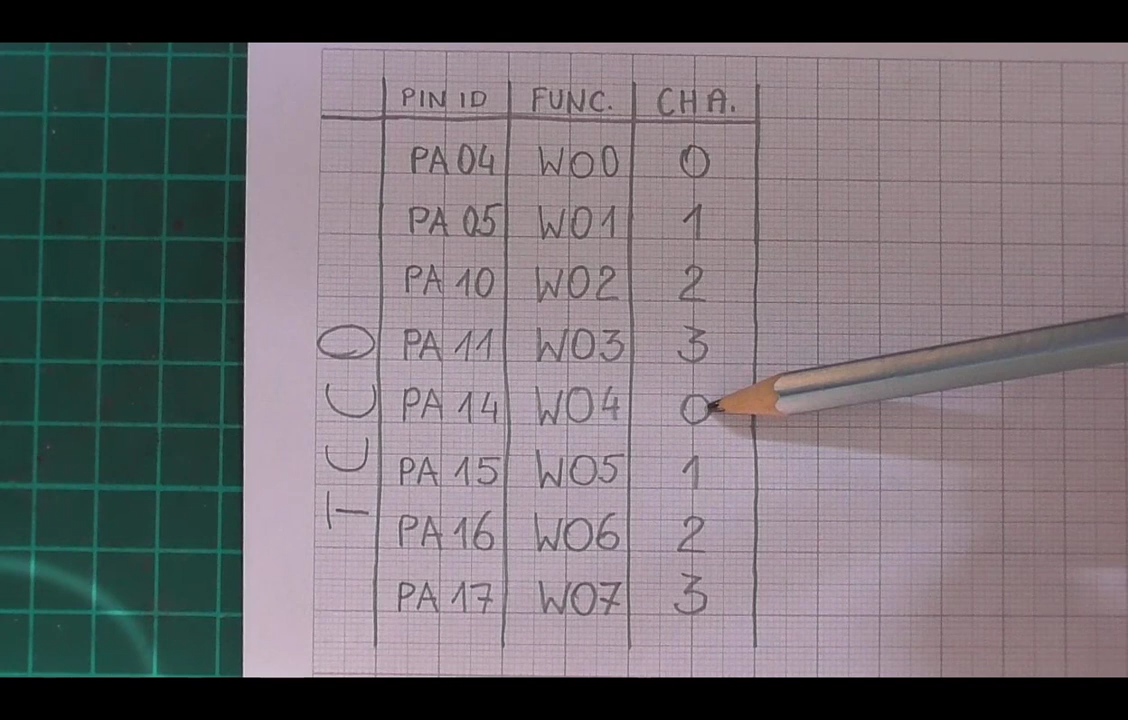 PIN ID FUNC. CHA.
PA04 WO0 0
PA05 WO1 1
PA10 WO2 2
PA11 WO3 3
PA14 WO4 0
PA15 WO5 1
PA16 WO6 2
PA17 WO7 3
TCC0